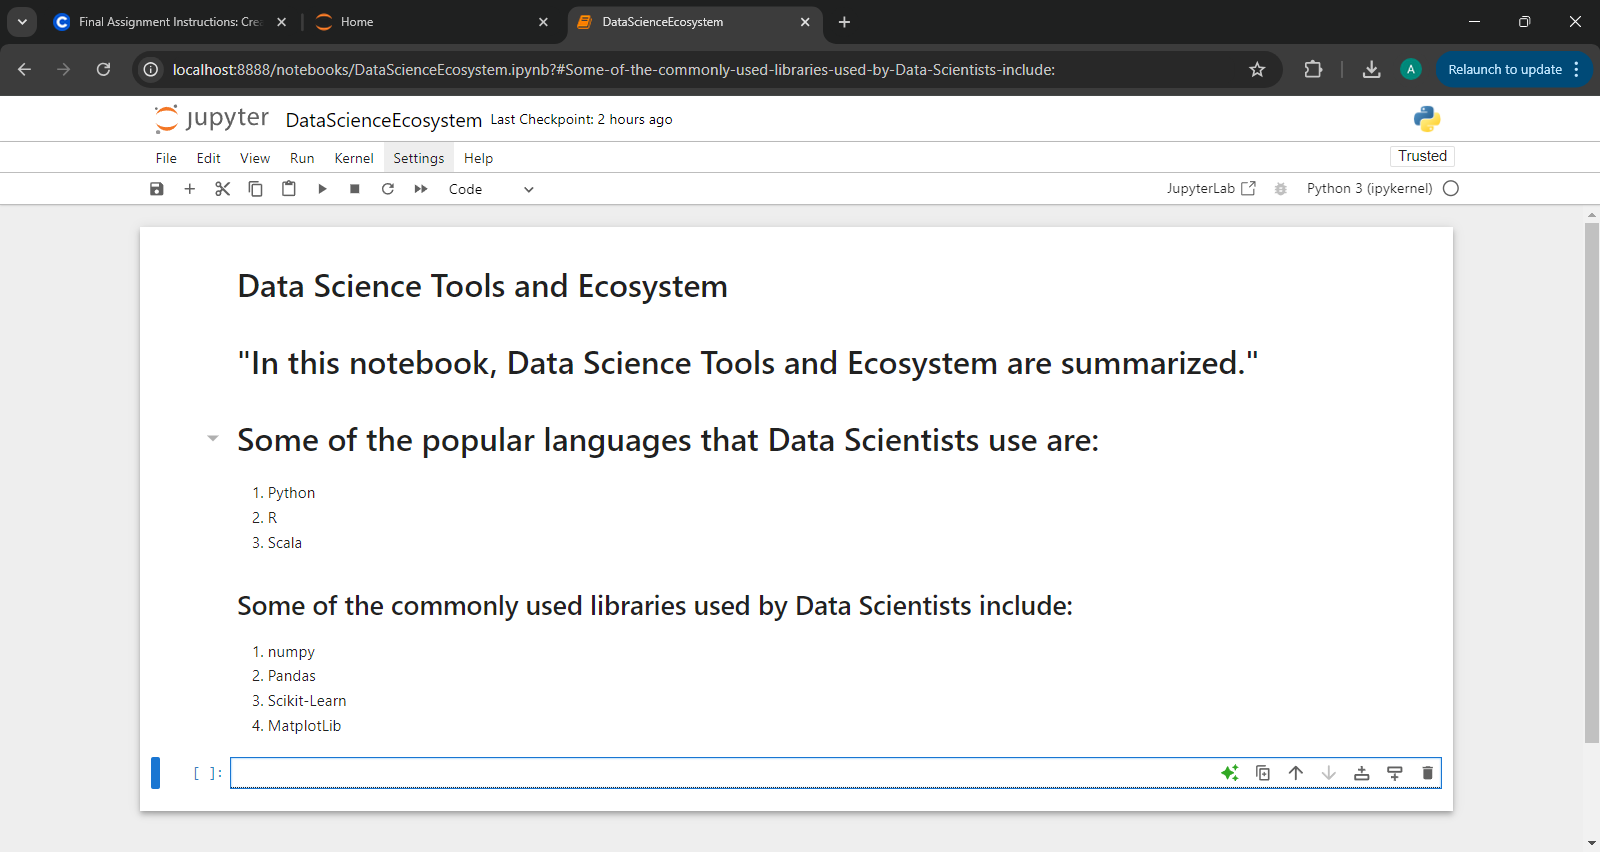 Final Assignment Instructions: Cre
Home
DataScienceEcosystem
localhost:8888/notebooks/DataScienceEcosystem.ipynb?#Some-of-the-commonly-used-libraries-used-by-Data-Scientists-include:
A
Relaunch to update
jupyter DataScienceEcosystem Last Checkpoint: 2 hours ago
File Edit View Run Kernel Settings Help
Trusted
Code
JupyterLab
Python 3 (ipykernel)
Data Science Tools and Ecosystem
"In this notebook, Data Science Tools and Ecosystem are summarized."
Some of the popular languages that Data Scientists use are:
1. Python
2. R
3. Scala
Some of the commonly used libraries used by Data Scientists include:
1. numpy
2. Pandas
3. Scikit-Learn
4. MatplotLib
[ ]: